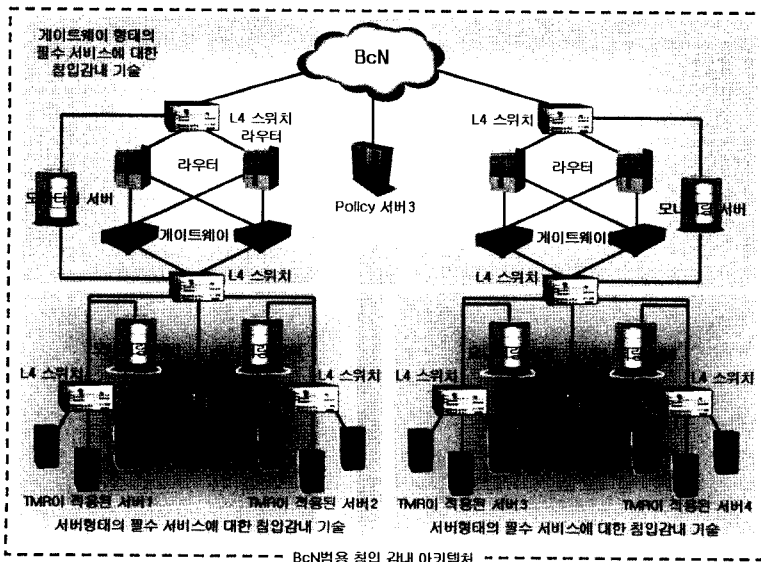 게이트웨이 형태의
필수 서비스에 대한
침입감내 기술
BcN
L4 스위치
라우터
라우터
서버
게이트웨이
L4 스위치
Policy 서버3
L4 스위치
라우터
모니터링 서버
게이트웨이
L4 스위치
L4 스위치
L4 스위치
L4 스위치
L4 스위치
TMR이 적용된 서버1
TMR이 적용된 서버2
TMR이 적용된 서버3
TMR이 적용된 서버4
서버형태의 필수 서비스에 대한 침입감내 기술
서버형태의 필수 서비스에 대한 침입감내 기술
BcN범용 침입 감내 아키텍처